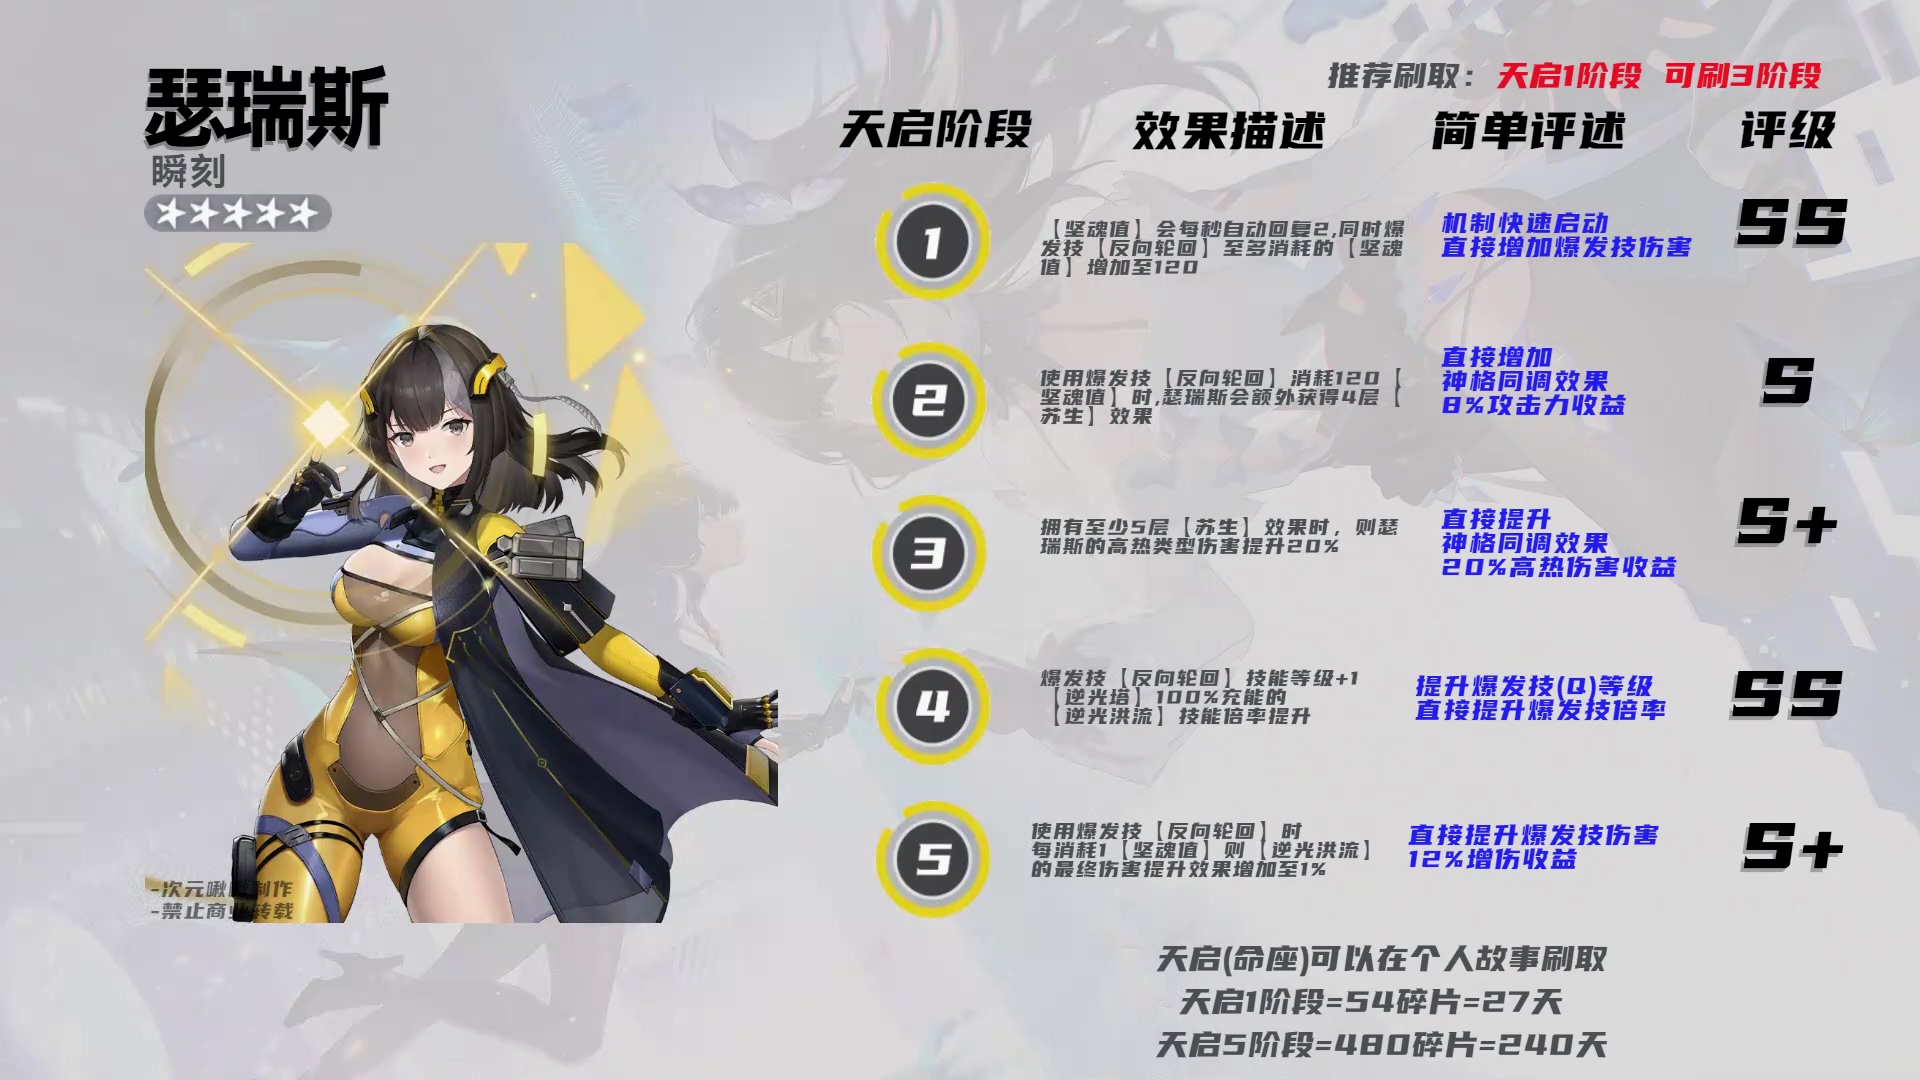 瑟瑞斯
瞬刻
推荐刷取：天启1阶段 可刷3阶段
天启阶段 效果描述 简单评述 评级
1
【坚魂值】会每秒自动回复2,同时爆
发技【反向轮回】至多消耗的【坚魂
值】增加至120
机制快速启动
直接增加爆发技伤害
SS
2
使用爆发技【反向轮回】消耗120【
坚魂值】时,瑟瑞斯会额外获得4层【
苏生】效果
直接增加
神格同调效果
8%攻击力收益
S
3
拥有至少5层【苏生】效果时，则瑟
瑞斯的高热类型伤害提升20%
直接提升
神格同调效果
20%高热伤害收益
S+
4
爆发技【反向轮回】技能等级+1
【逆光塔】100%充能的
【逆光洪流】技能倍率提升
提升爆发技(Q)等级
直接提升爆发技倍率
SS
5
使用爆发技【反向轮回】时
每消耗1【坚魂值】则【逆光洪流】
的最终伤害提升效果增加至1%
直接提升爆发技伤害
12%增伤收益
S+
-次元啾 制作
-禁止商业转载
天启(命座)可以在个人故事刷取
天启1阶段=54碎片=27天
天启5阶段=480碎片=240天